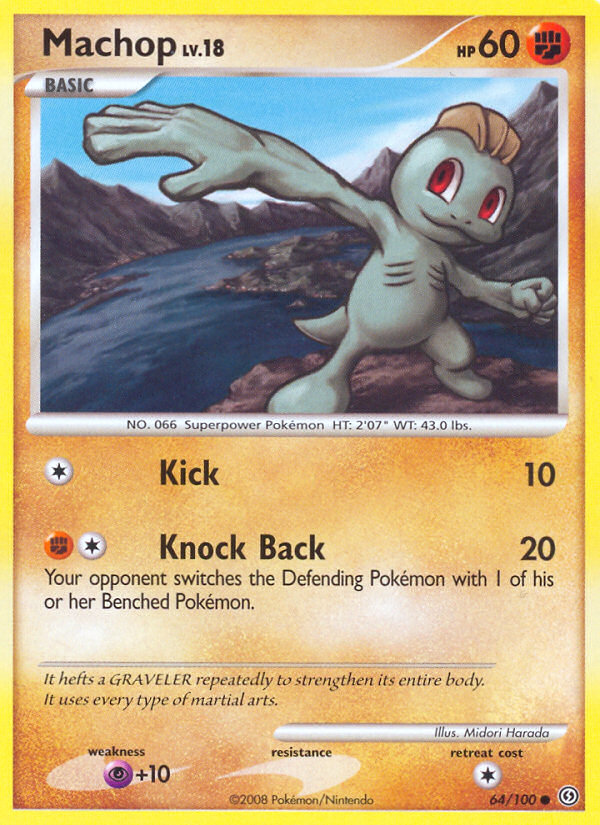 Machop LV.18 HP 60
BASIC
NO. 066 Superpower Pokémon HT: 2'07" WT: 43.0 lbs.
Kick 10
Knock Back 20
Your opponent switches the Defending Pokémon with 1 of his
or her Benched Pokémon.
It hefts a GRAVELER repeatedly to strengthen its entire body.
It uses every type of martial arts.
Illus. Midori Harada
weakness resistance retreat cost
+10
©2008 Pokémon/Nintendo 64/100